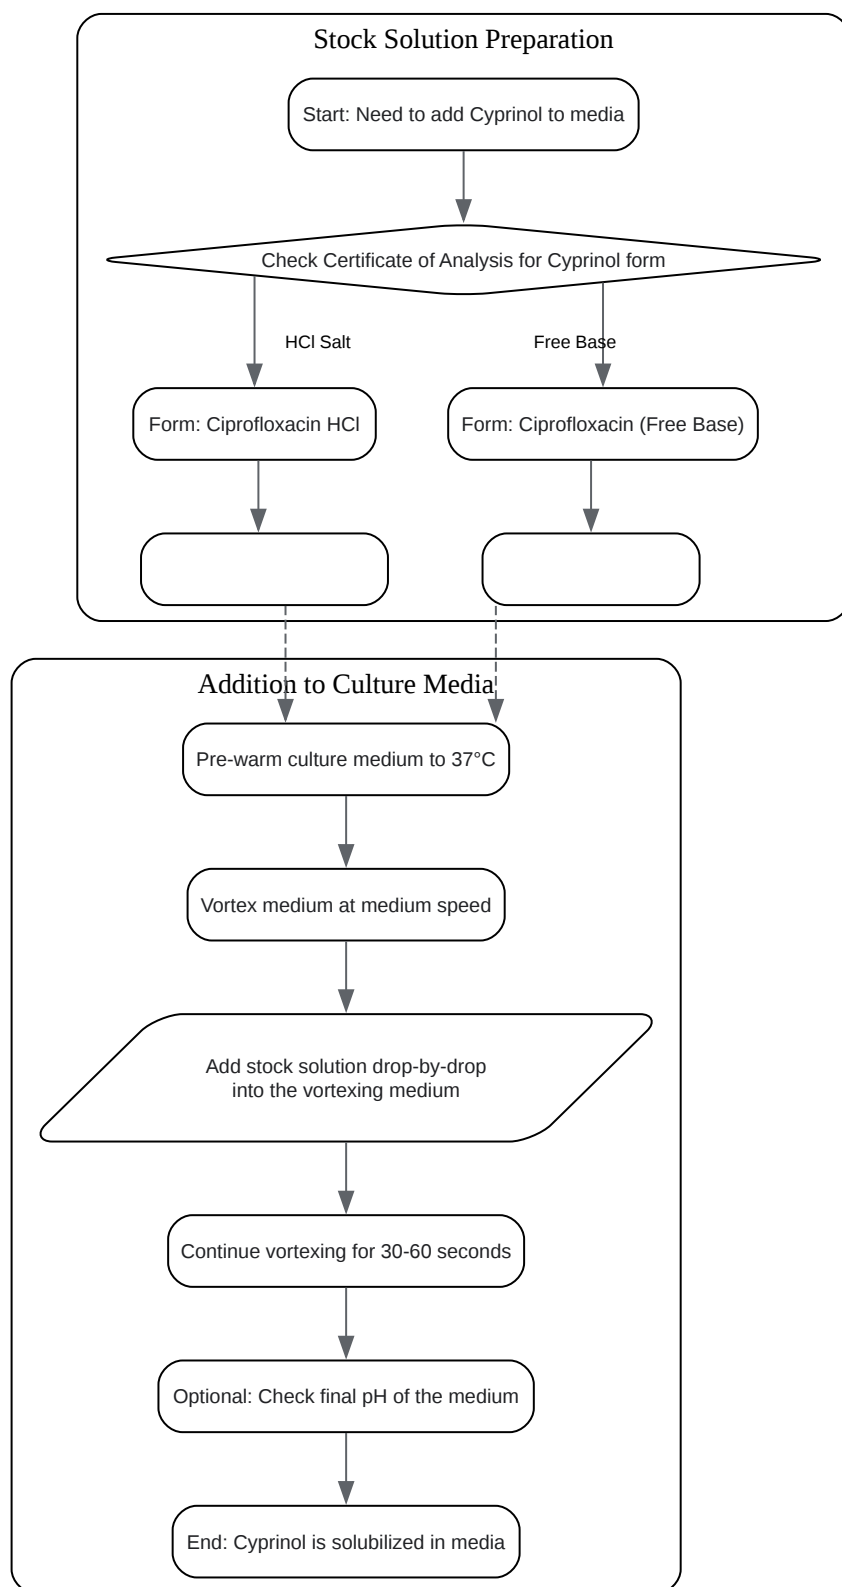 Stock Solution Preparation
Start: Need to add Cyprinol to media
Check Certificate of Analysis for Cyprinol form
HCl Salt
Free Base
Form: Ciprofloxacin HCl
Form: Ciprofloxacin (Free Base)
Addition to Culture Media
Pre-warm culture medium to 37°C
Vortex medium at medium speed
Add stock solution drop-by-drop
into the vortexing medium
Continue vortexing for 30-60 seconds
Optional: Check final pH of the medium
End: Cyprinol is solubilized in media